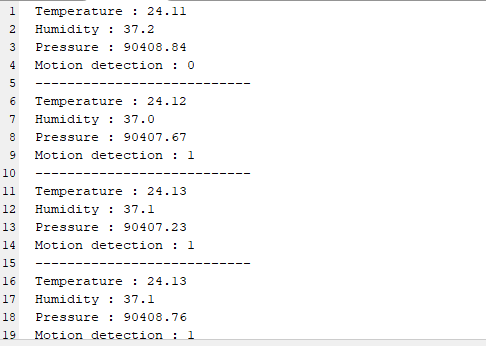 1 Temperature : 24.11
2 Humidity : 37.2
3 Pressure : 90408.84
4 Motion detection : 0
5 ---------------------------
6 Temperature : 24.12
7 Humidity : 37.0
8 Pressure : 90407.67
9 Motion detection : 1
10 ---------------------------
11 Temperature : 24.13
12 Humidity : 37.1
13 Pressure : 90407.23
14 Motion detection : 1
15 ---------------------------
16 Temperature : 24.13
17 Humidity : 37.1
18 Pressure : 90408.76
19 Motion detection : 1